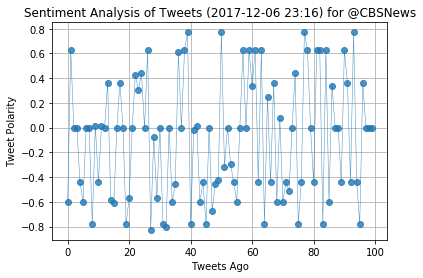 Sentiment Analysis of Tweets (2017-12-06 23:16) for @CBSNews
0.8
0.6
0.4
0.2
0.0
−0.2
−0.4
−0.6
−0.8
Tweet Polarity
0 20 40 60 80 100
Tweets Ago